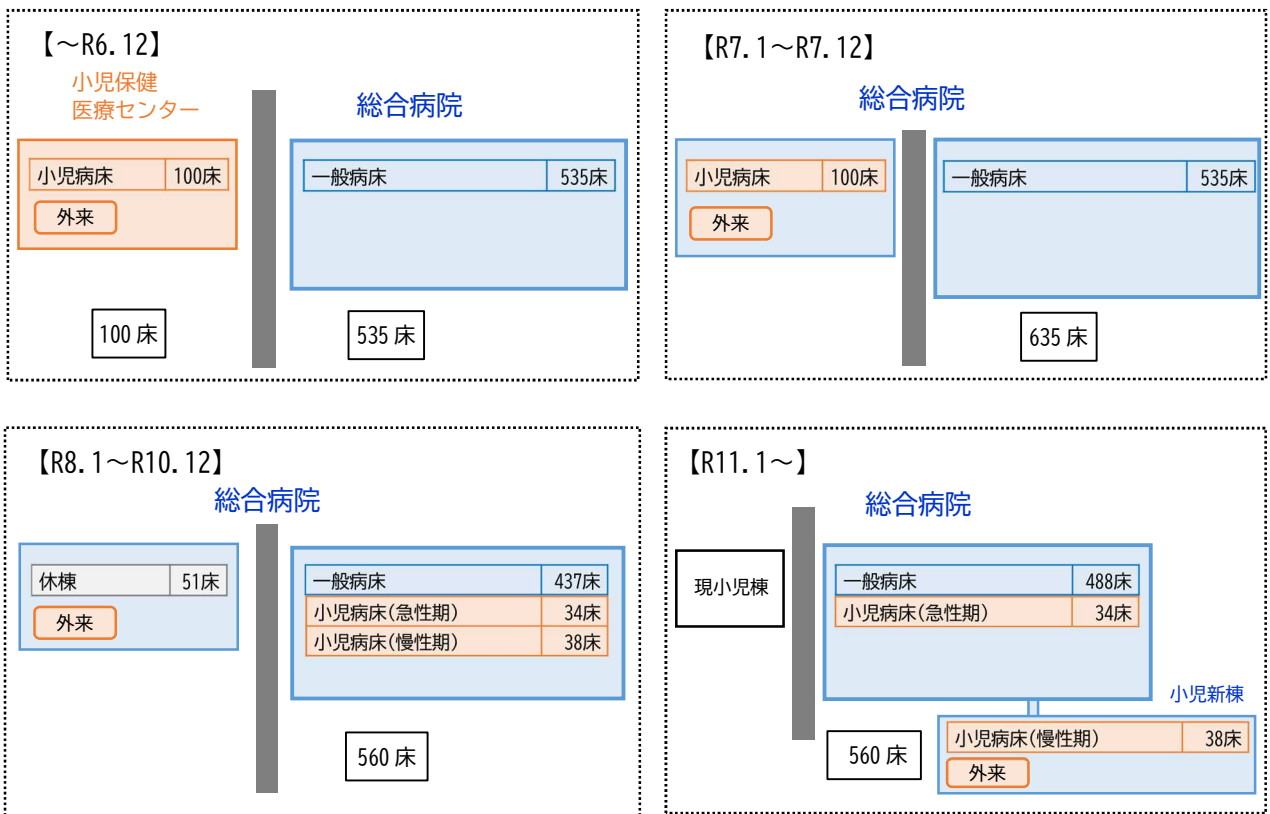 【～R6.12】
小児保健
医療センター
総合病院
小児病床 100床
外来
一般病床 535床
100 床
535 床
【R7.1～R7.12】
総合病院
小児病床 100床
外来
一般病床 535床
635 床
【R8.1～R10.12】
総合病院
休棟 51床
外来
一般病床 437床
小児病床(急性期) 34床
小児病床(慢性期) 38床
560 床
【R11.1～】
総合病院
現小児棟
一般病床 488床
小児病床(急性期) 34床
小児新棟
小児病床(慢性期) 38床
外来
560 床